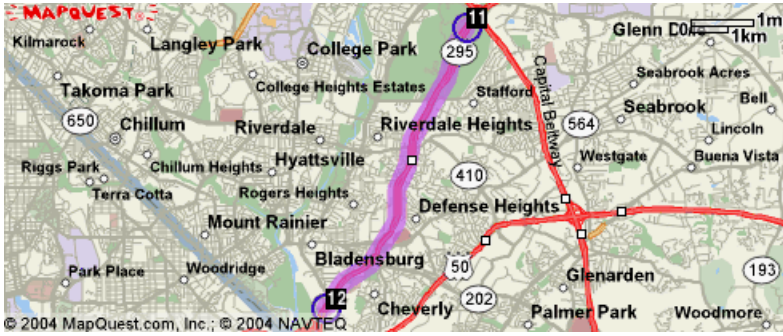 MAPQUEST
11
1m
1km
Kilmarock
Langley Park
College Park
295
Glenn Dale
Takoma Park
College Heights Estates
Stafford
Capital Beltway
Seabrook Acres
650
Chillum
Riverdale
Riverdale Heights
564
Seabrook
Bell
Lincoln
Riggs Park
Chillum Heights
Hyattsville
410
Westgate
Buena Vista
Terra Cotta
Rogers Heights
Mount Rainier
Defense Heights
Park Place
Woodridge
Bladensburg
50
Glenarden
193
12
Cheverly
202
Palmer Park
Woodmore
© 2004 MapQuest.com, Inc.; © 2004 NAVTEQ